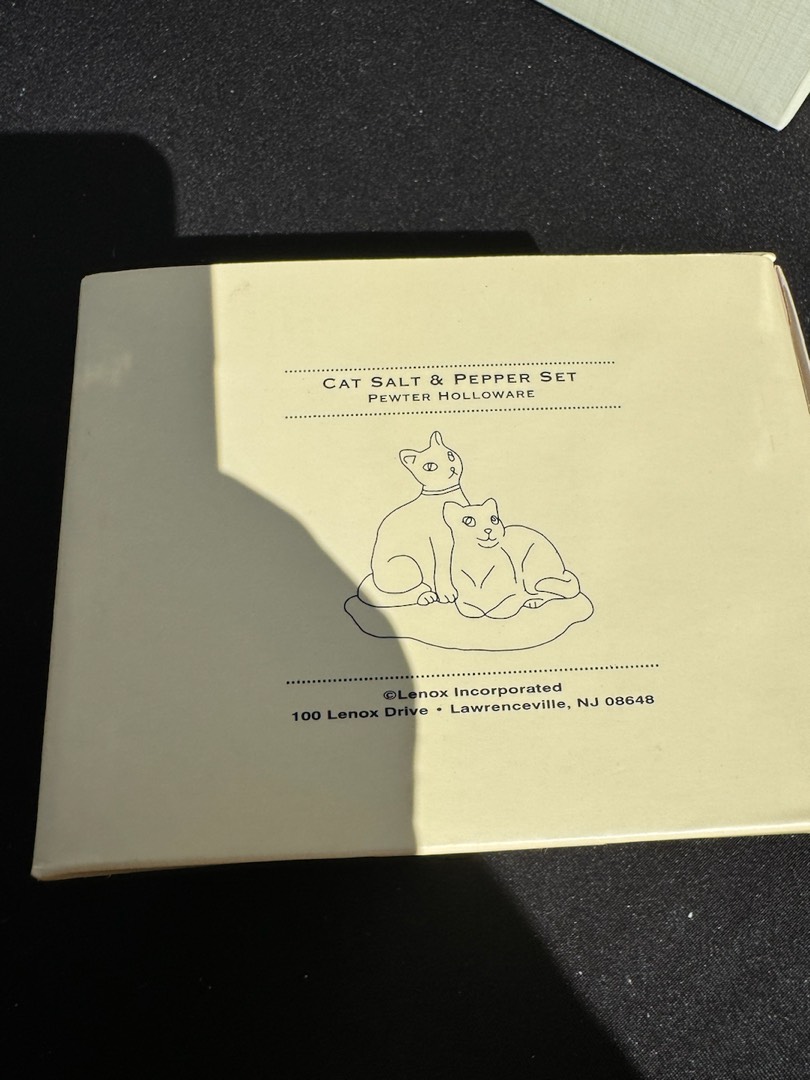 CAT SALT & PEPPER SET
PEWTER HOLLOWARE
©Lenox Incorporated
100 Lenox Drive • Lawrenceville, NJ 08648